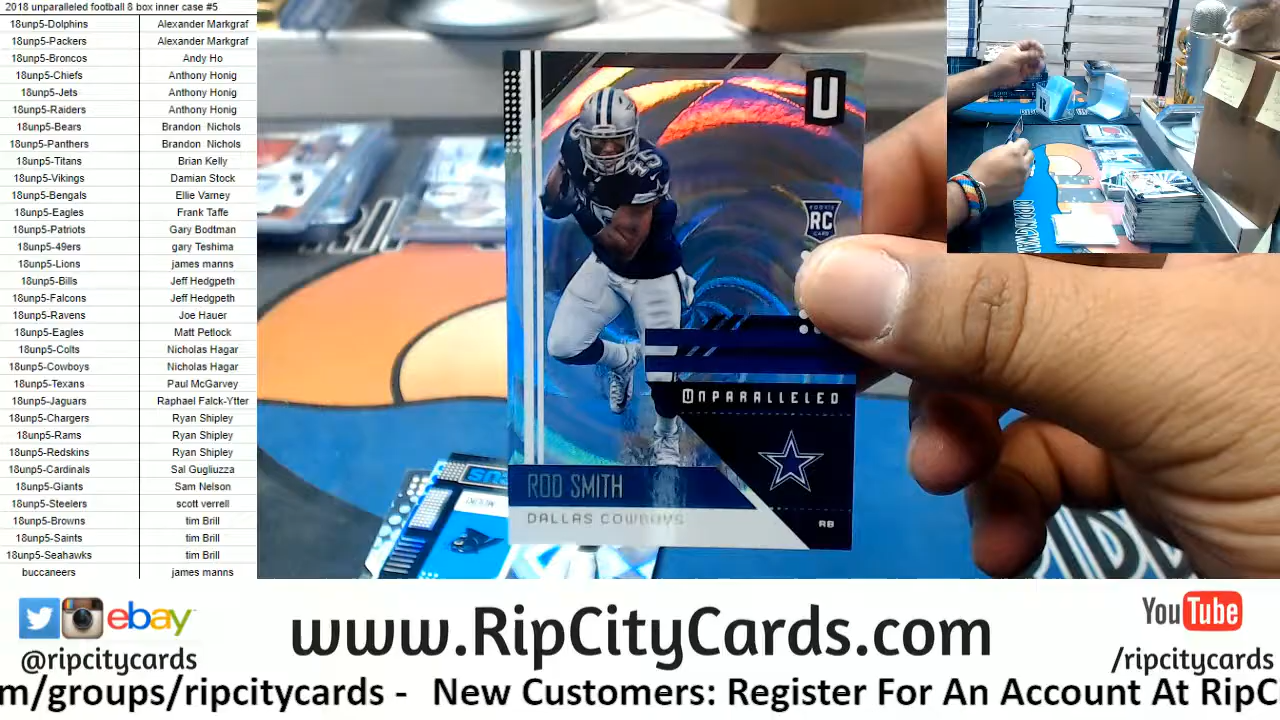 2018 unparalleled football 8 box inner case #5
18unp5-Dolphins Alexander Markgraf
18unp5-Packers Alexander Markgraf
18unp5-Broncos Andy Ho
18unp5-Chiefs Anthony Honig
18unp5-Jets Anthony Honig
18unp5-Raiders Anthony Honig
18unp5-Bears Brandon Nichols
18unp5-Panthers Brandon Nichols
18unp5-Titans Brian Kelly
18unp5-Vikings Damian Stock
18unp5-Bengals Ellie Varney
18unp5-Eagles Frank Taffe
18unp5-Patriots Gary Bodtman
18unp5-49ers gary Teshima
18unp5-Lions james manns
18unp5-Bills Jeff Hedgpeth
18unp5-Falcons Jeff Hedgpeth
18unp5-Ravens Joe Hauer
18unp5-Eagles Matt Petlock
18unp5-Colts Nicholas Hagar
18unp5-Cowboys Nicholas Hagar
18unp5-Texans Paul McGarvey
18unp5-Jaguars Raphael Falck-Ytter
18unp5-Chargers Ryan Shipley
18unp5-Rams Ryan Shipley
18unp5-Redskins Ryan Shipley
18unp5-Cardinals Sal Gugliuzza
18unp5-Giants Sam Nelson
18unp5-Steelers scott verrell
18unp5-Browns tim Brill
18unp5-Saints tim Brill
18unp5-Seahawks tim Brill
buccaneers james manns
U
ROOKIE
RC
CARD
45
UNPARALLELED
ROD SMITH
DALLAS COWBOYS
RB
ebay
@ripcitycards
www.RipCityCards.com
YouTube
/ripcitycards
m/groups/ripcitycards - New Customers: Register For An Account At RipC